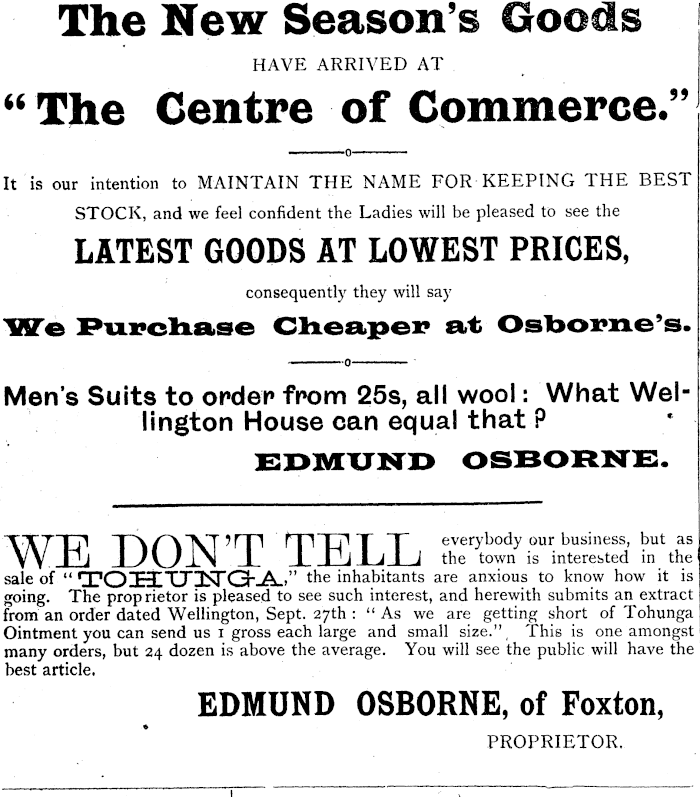 The New Season's Goods
HAVE ARRIVED AT
"The Centre of Commerce."
It is our intention to MAINTAIN THE NAME FOR KEEPING THE BEST
STOCK, and we feel confident the Ladies will be pleased to see the
LATEST GOODS AT LOWEST PRICES,
consequently they will say
We Purchase Cheaper at Osborne's.
Men's Suits to order from 25s, all wool: What Wel-
lington House can equal that?
EDMUND OSBORNE.
WE DON'T TELL everybody our business, but as
the town is interested in the
sale of "TOHUNGA," the inhabitants are anxious to know how it is
going. The proprietor is pleased to see such interest, and herewith submits an extract
from an order dated Wellington, Sept. 27th: "As we are getting short of Tohunga
Ointment you can send us 1 gross each large and small size." This is one amongst
many orders, but 24 dozen is above the average. You will see the public will have the
best article.
EDMUND OSBORNE, of Foxton,
PROPRIETOR.